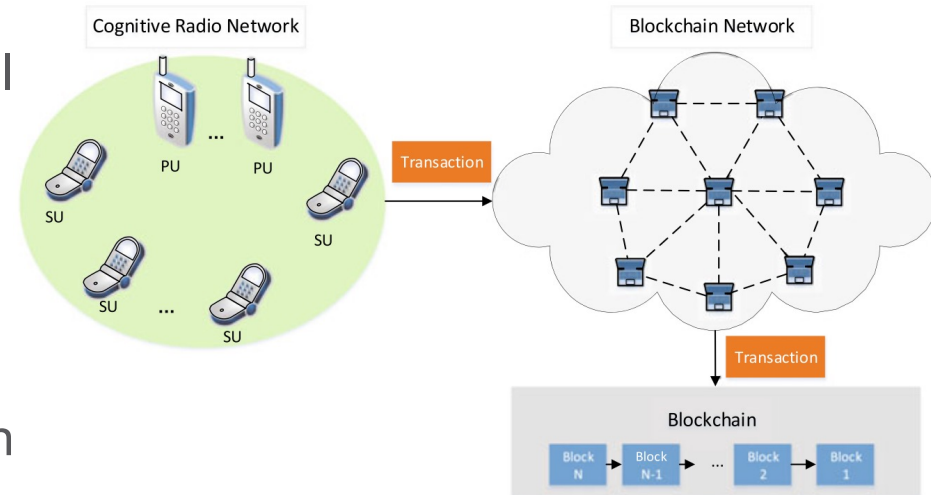 Cognitive Radio Network
Blockchain Network
l
PU
...
PU
Transaction
SU
SU
SU
...
SU
Transaction
n
Blockchain
Block N
Block N-1
...
Block 2
Block 1